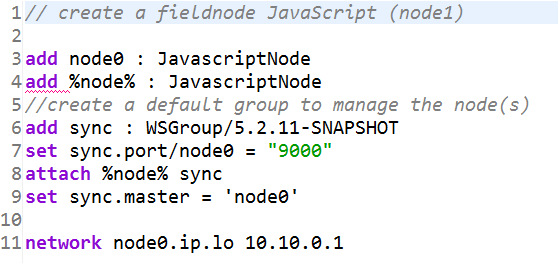 1 // create a fieldnode JavaScript (node1)
2
3 add node0 : JavascriptNode
4 add %node% : JavascriptNode
5 //create a default group to manage the node(s)
6 add sync : WSGroup/5.2.11-SNAPSHOT
7 set sync.port/node0 = "9000"
8 attach %node% sync
9 set sync.master = 'node0'
10
11 network node0.ip.lo 10.10.0.1